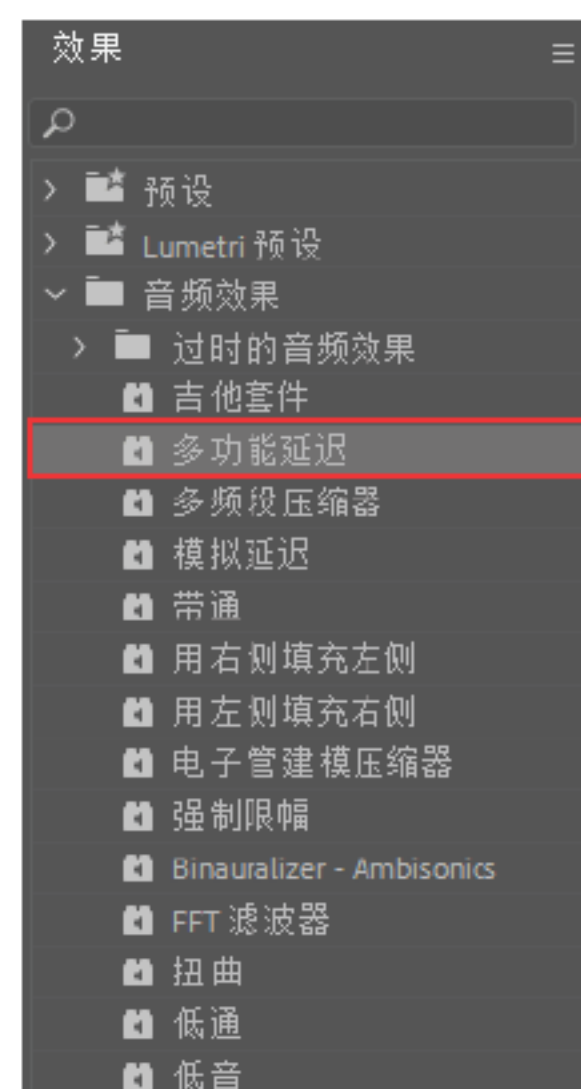 效果
预设
Lumetri 预设
音频效果
过时的音频效果
吉他套件
多功能延迟
多频段压缩器
模拟延迟
带通
用右侧填充左侧
用左侧填充右侧
电子管建模压缩器
强制限幅
Binauralizer - Ambisonics
FFT 滤波器
扭曲
低通
低音